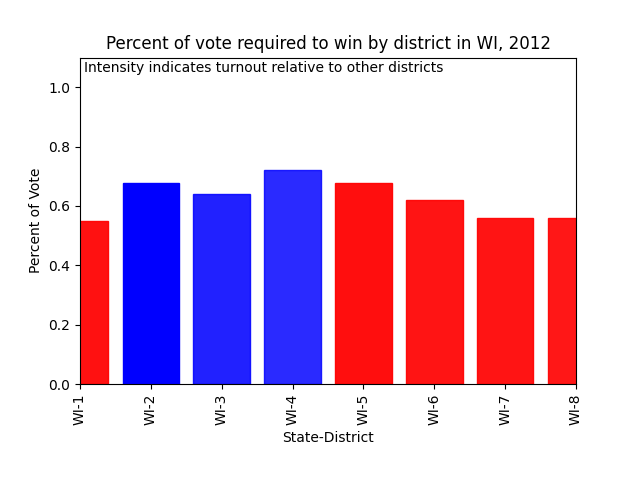 Percent of vote required to win by district in WI, 2012
Intensity indicates turnout relative to other districts
1.0
0.8
0.6
0.4
0.2
0.0
Percent of Vote
WI-1
WI-2
WI-3
WI-4
WI-5
WI-6
WI-7
WI-8
State-District